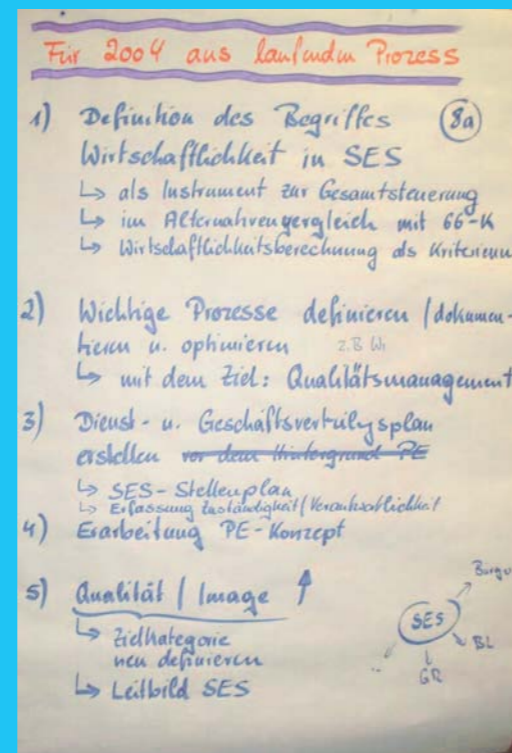 Für 2004 aus laufendem Prozess
1) Definition des Begriffes 8a
Wirtschaftlichkeit in SES
↳ als Instrument zur Gesamtsteuerung
↳ im Alternativenvergleich mit GG-K
↳ Wirtschaftlichkeitsberechnung als Kriterium
2) Wichtige Prozesse definieren / dokumen-
tieren u. optimieren z.B Wi
↳ mit dem Ziel: Qualitätsmanagement
3) Dienst- u. Geschäftsverteilungsplan
erstellen vor dem Hintergrund PE
↳ SES-Stellenplan
↳ Erfassung Zuständigkeit/Verantwortlichkeit
4) Erarbeitung PE-Konzept
5) Qualität / Image ↑
↳ Zielkategorie
neu definieren
↳ Leitbild SES
SES
BL
GR
..